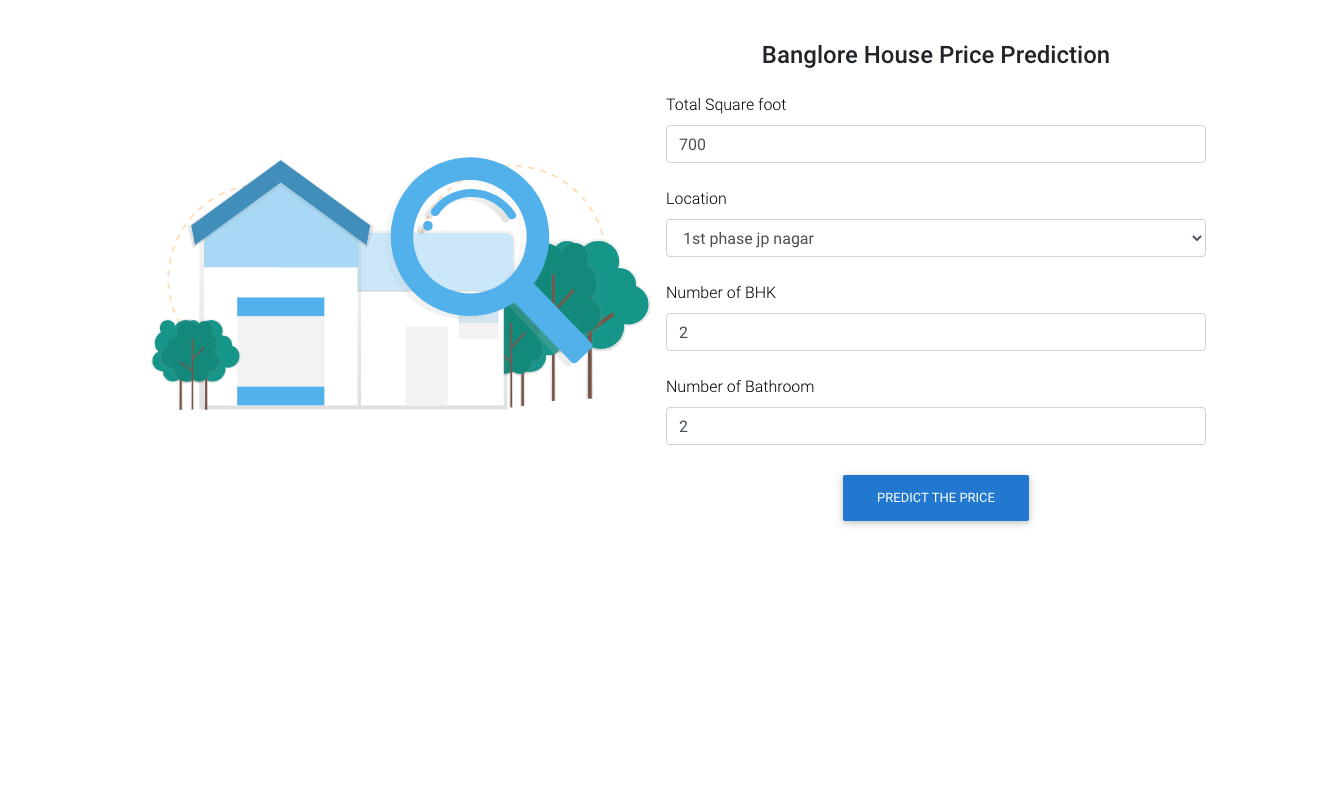 Banglore House Price Prediction
Total Square foot
700
Location
1st phase jp nagar
Number of BHK
2
Number of Bathroom
2
PREDICT THE PRICE